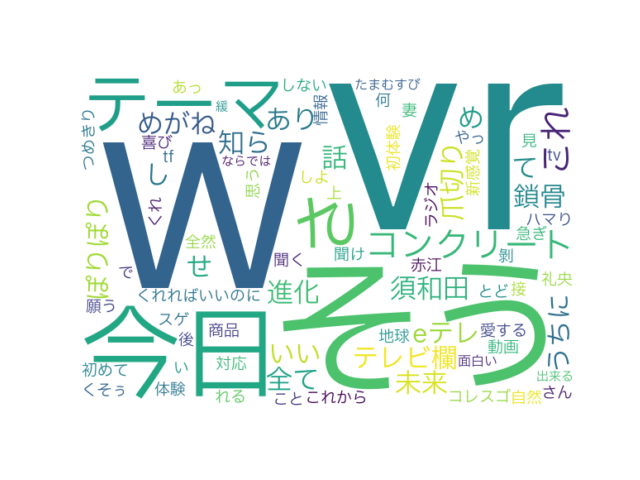 あっ
しない
たまむすび
テーマ
vr
スゲ
緩
情報
何
妻
めがね
あり
め
これ
つめきり
喜び
tf
知ら
初体験
やっ
見
tv
w
ならでは
話
爪切り
新感覚
て
し
思う
しよ
上
れ
ラジオ
鎖骨
くれ
ハマり
ぽりぽり
全然
せ
聞く
聞け
コンクリート
急ぎ
剝
赤江
で
願う
くれればいいのに
進化
須和田
とど
接
礼央
うちに
今日
そう
スゲ
後
商品
地球
eテレ
愛する
動画
初めて
い
対応
いい
テレビ欄
面白い
出来る
くそぅ
体験
れる
全て
未来
コレスゴ
自然
さん
こと
これから